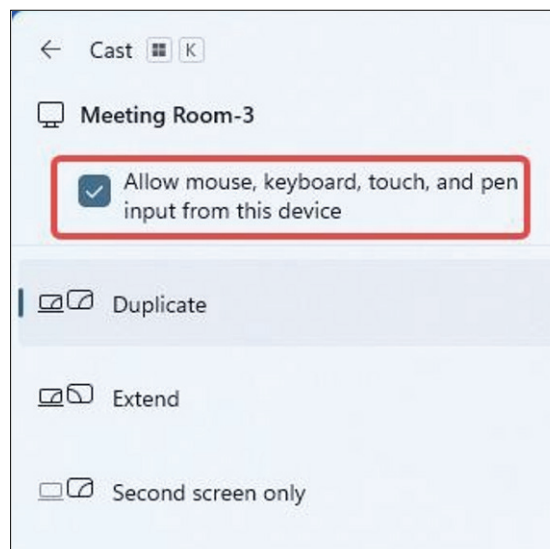 Cast K
Meeting Room-3
Allow mouse, keyboard, touch, and pen
input from this device
Duplicate
Extend
Second screen only